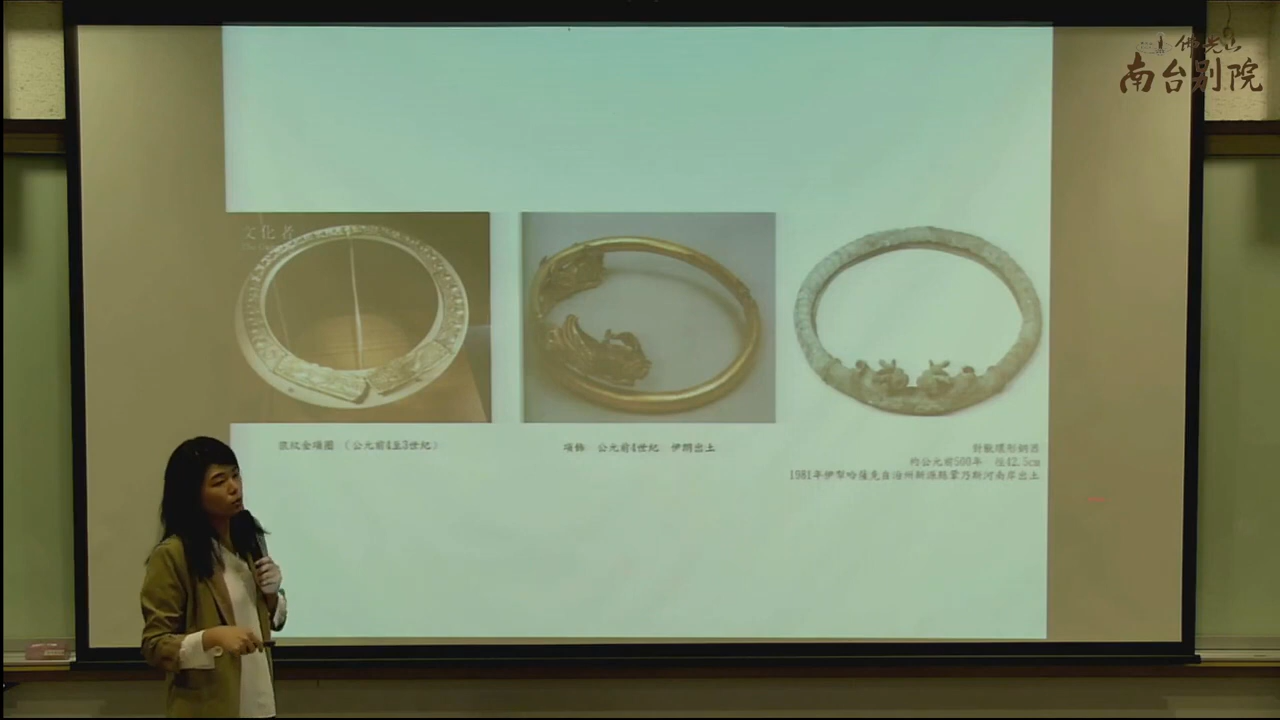 佛光山
南台别院
文化者
虎紋金項圈 （公元前4至3世紀）
項飾 公元前4世紀 伊朗出土
對獸環形銅器
約公元前500年 徑42.5cm
1981年伊犁哈薩克自治州新源縣鞏乃斯河南岸出土